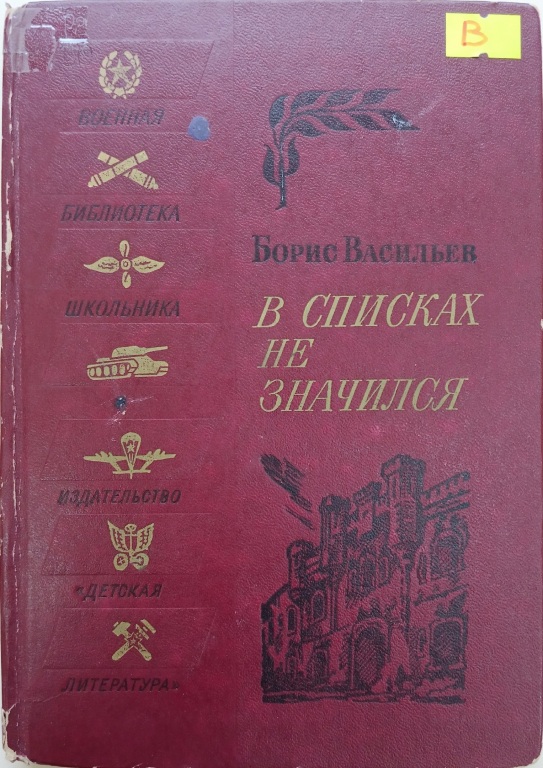 В
ВОЕННАЯ
БИБЛИОТЕКА
ШКОЛЬНИКА
ИЗДАТЕЛЬСТВО
«ДЕТСКАЯ
ЛИТЕРАТУРА»
БОРИС ВАСИЛЬЕВ
В СПИСКАХ
НЕ
ЗНАЧИЛСЯ